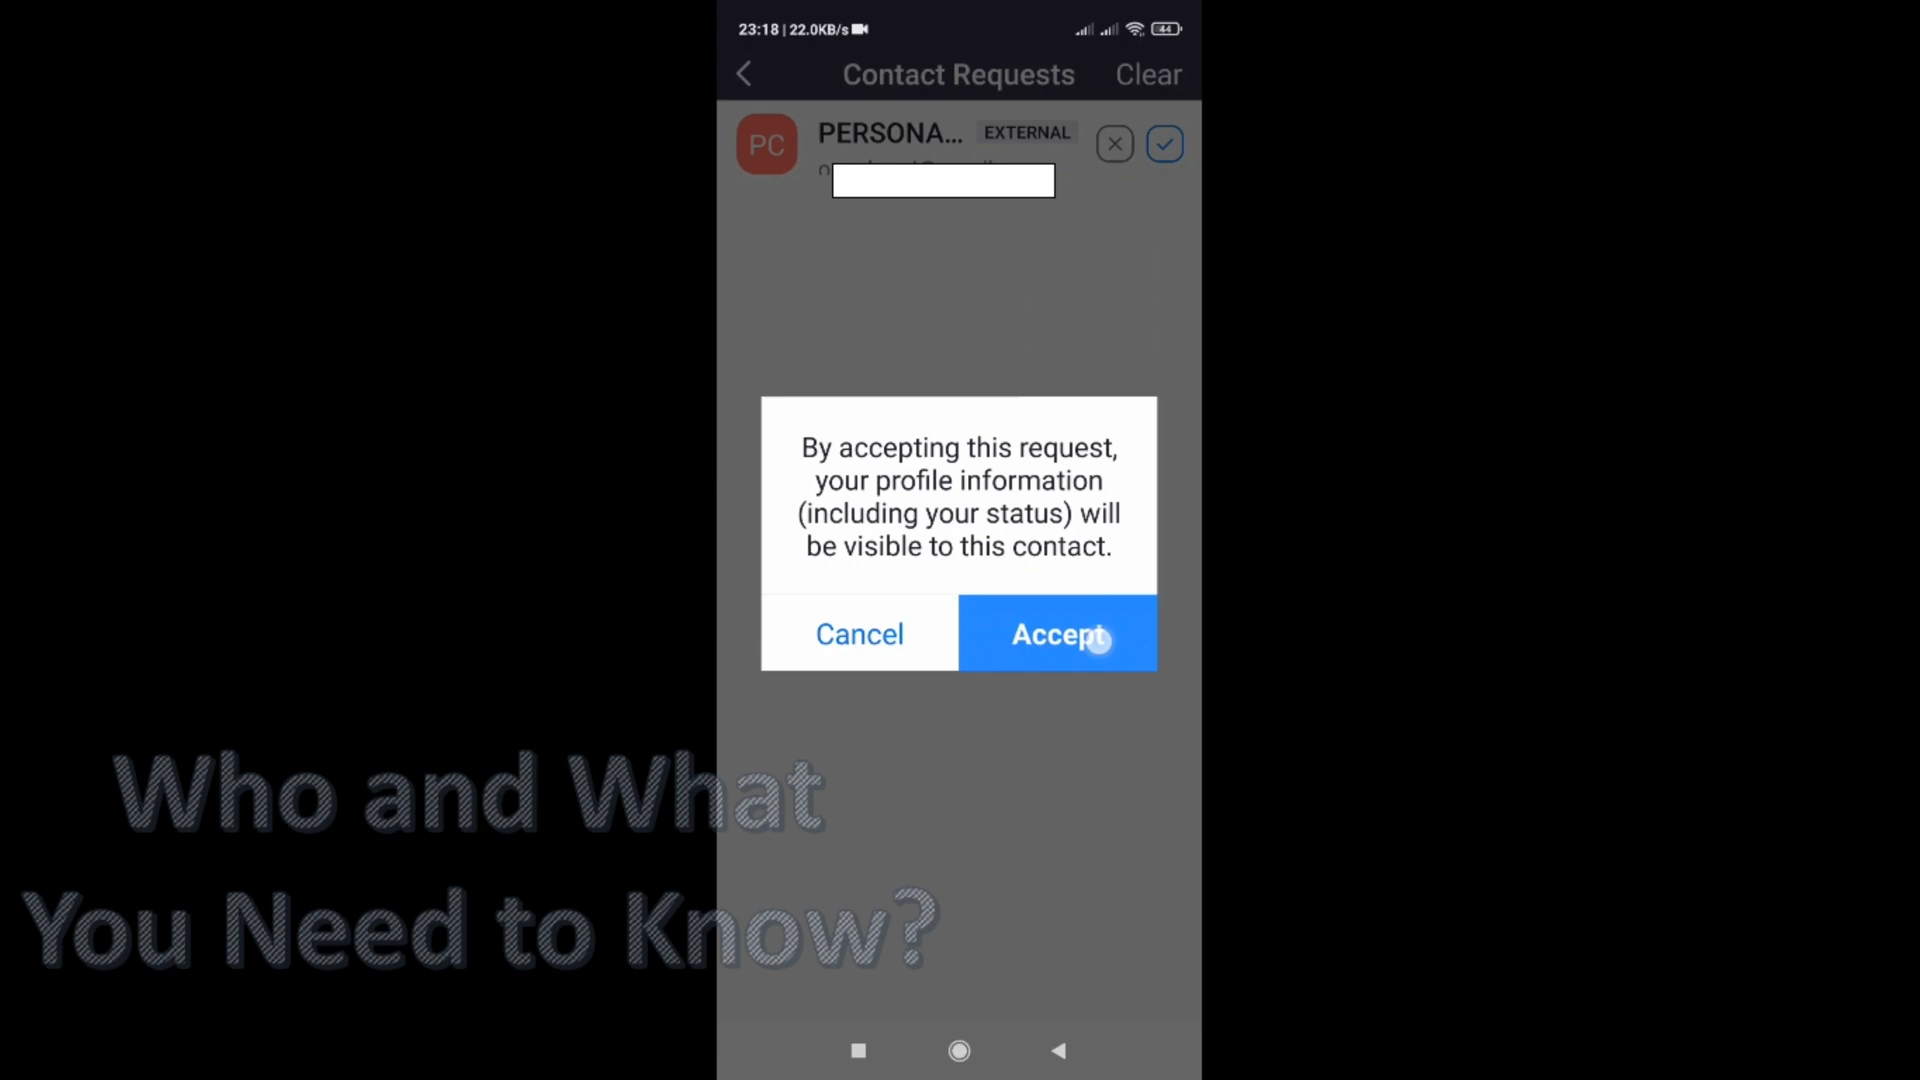 23:18 | 22.0KB/s
44
Contact Requests
Clear
PC
PERSONA...
EXTERNAL
By accepting this request,
your profile information
(including your status) will
be visible to this contact.
Cancel
Accept
Who and What
You Need to Know?